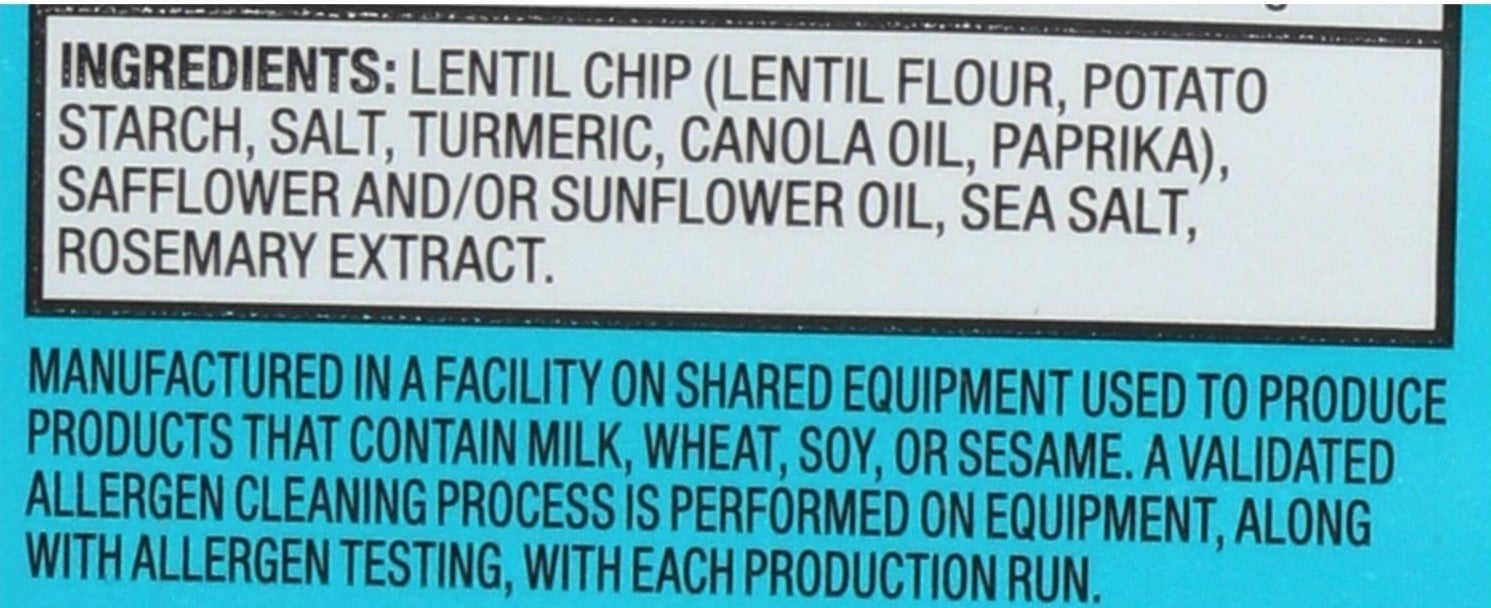 INGREDIENTS: LENTIL CHIP (LENTIL FLOUR, POTATO
STARCH, SALT, TURMERIC, CANOLA OIL, PAPRIKA),
SAFFLOWER AND/OR SUNFLOWER OIL, SEA SALT,
ROSEMARY EXTRACT.
MANUFACTURED IN A FACILITY ON SHARED EQUIPMENT USED TO PRODUCE
PRODUCTS THAT CONTAIN MILK, WHEAT, SOY, OR SESAME. A VALIDATED
ALLERGEN CLEANING PROCESS IS PERFORMED ON EQUIPMENT, ALONG
WITH ALLERGEN TESTING, WITH EACH PRODUCTION RUN.